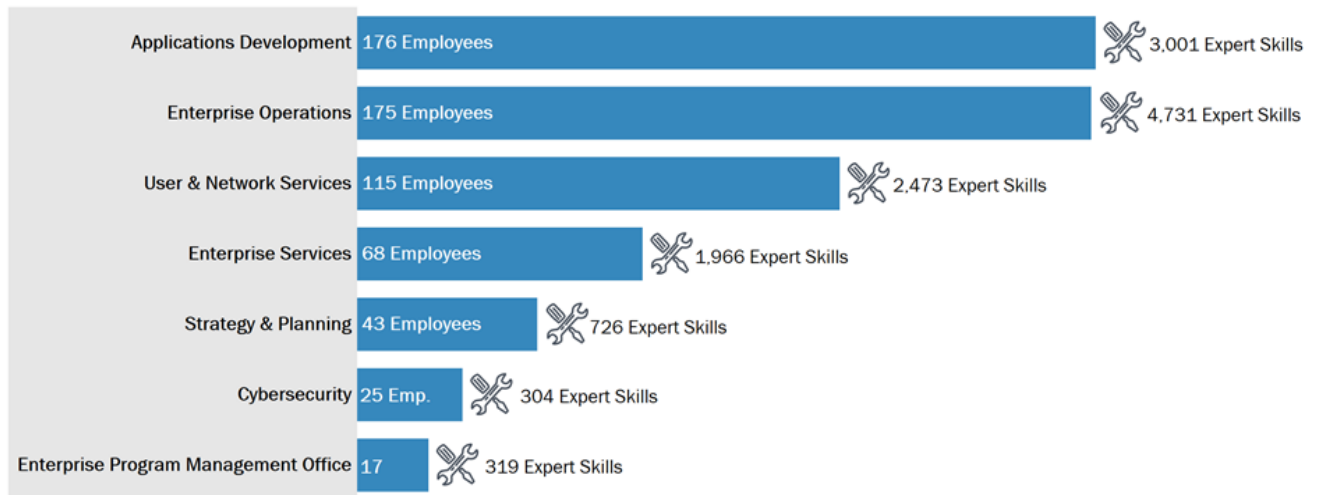 Applications Development 176 Employees 3,001 Expert Skills
Enterprise Operations 175 Employees 4,731 Expert Skills
User & Network Services 115 Employees 2,473 Expert Skills
Enterprise Services 68 Employees 1,966 Expert Skills
Strategy & Planning 43 Employees 726 Expert Skills
Cybersecurity 25 Emp. 304 Expert Skills
Enterprise Program Management Office 17 319 Expert Skills